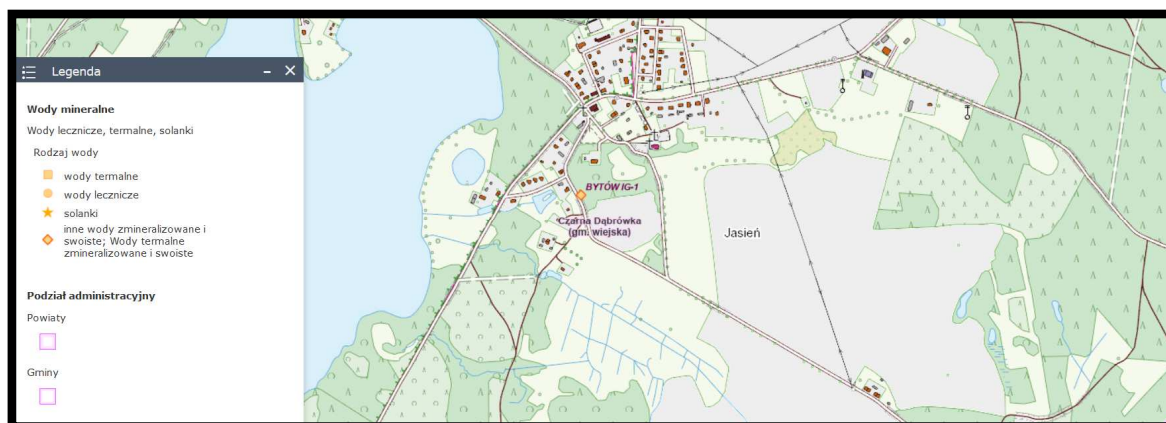 Legenda
Wody mineralne
Wody lecznicze, termalne, solanki
Rodzaj wody
wody termalne
wody lecznicze
solanki
inne wody zmineralizowane i
swoiste; Wody termalne
zmineralizowane i swoiste
Podział administracyjny
Powiaty
Gminy
BYTÓW IG-1
Czarna Dąbrówka
(gm. wiejska)
Jasień